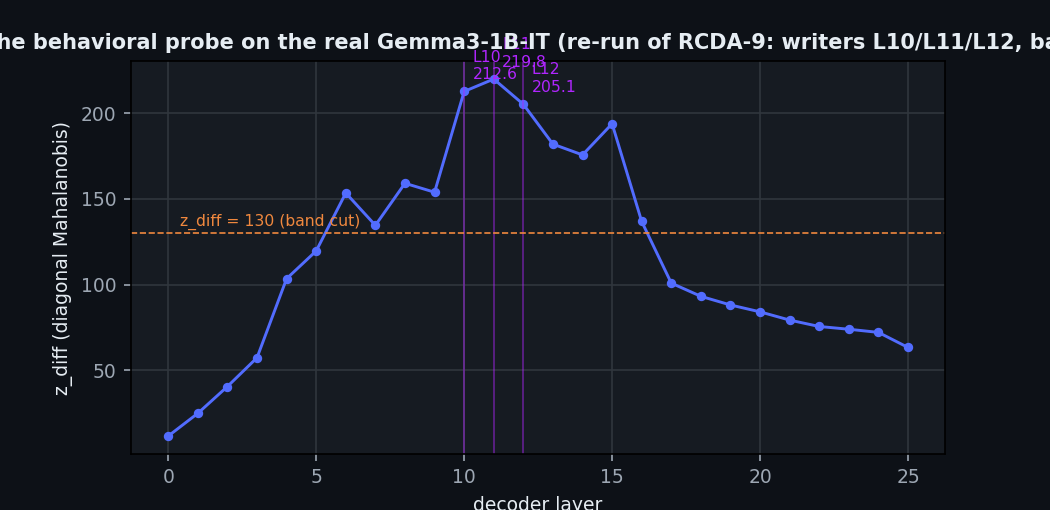 he behavioral probe on the real Gemma3-1B-IT (re-run of RCDA-9: writers L10/L11/L12, ba
L10
212.6
L11
219.8
L12
205.1
z_diff = 130 (band cut)
z_diff (diagonal Mahalanobis)
200
150
100
50
0 5 10 15 20 25
decoder layer